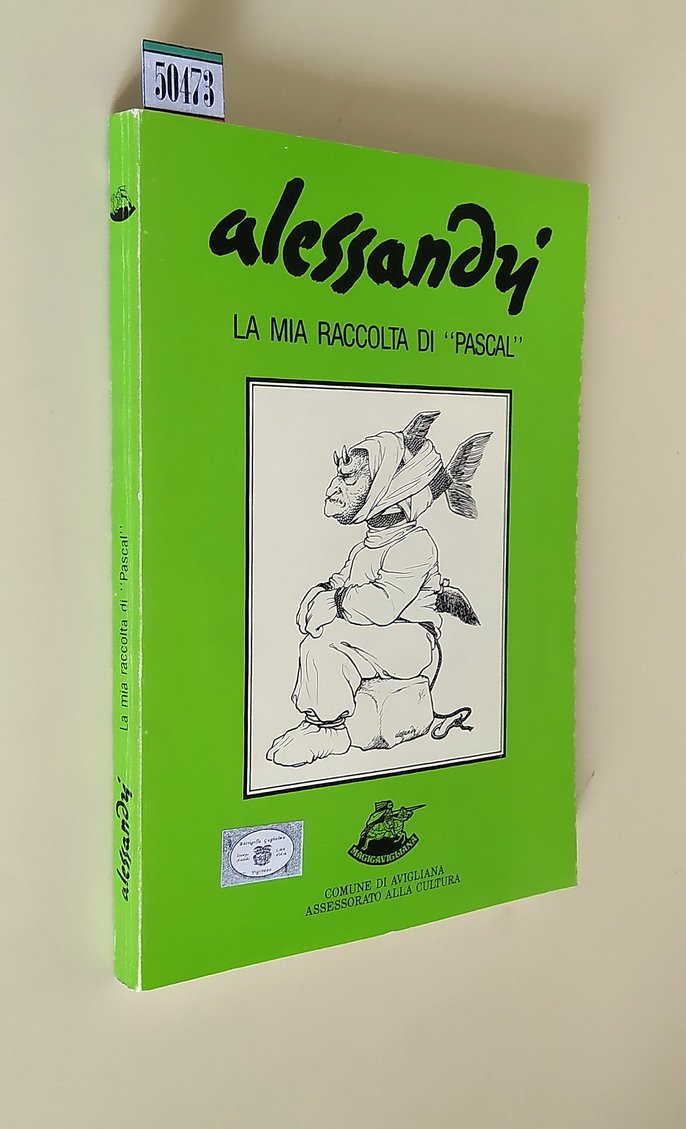 50473
alessandri
LA MIA RACCOLTA DI "PASCAL"
MAGICAVIGLIANA
COMUNE DI AVIGLIANA
ASSESSORATO ALLA CULTURA
La mia raccolta di "Pascal"
alessandri